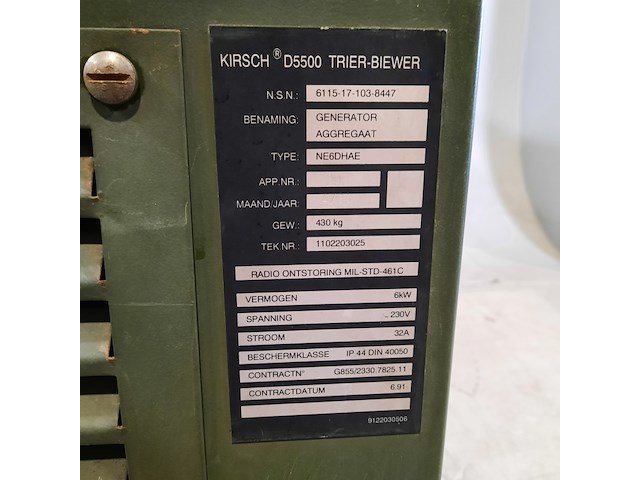 KIRSCH ® D5500 TRIER-BIEWER
N.S.N.: 6115-17-103-8447
BENAMING: GENERATOR
AGGREGAAT
TYPE: NE6DHAE
APP.NR.:
MAAND/JAAR:
GEW.: 430 kg
TEK.NR.: 1102203025
RADIO ONTSTORING MIL-STD-461C
VERMOGEN 6kW
SPANNING ~ 230V
STROOM 32A
BESCHERMKLASSE IP 44 DIN 40050
CONTRACTN° G855/2330.7825.11
CONTRACTDATUM 6.91
9122030506